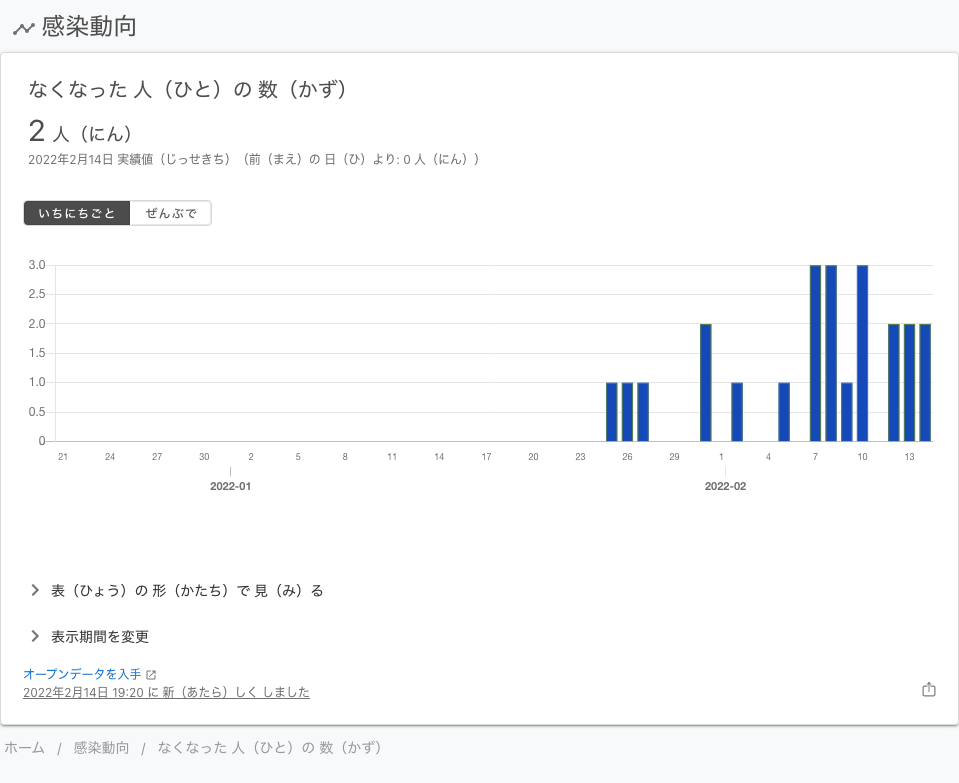 感染動向
なくなった 人（ひと）の 数（かず）
2 人（にん）
2022年2月14日 実績値（じっせきち）（前（まえ）の 日（ひ）より: 0 人（にん））
いちにちごと ぜんぶで
3.0
2.5
2.0
1.5
1.0
0.5
0
21 24 27 30 2 5 8 11 14 17 20 23 26 29 1 4 7 10 13
2022-01 2022-02
表（ひょう）の 形（かたち）で 見（み）る
表示期間を変更
オープンデータを入手
2022年2月14日 19:20 に 新（あたら）しく しました
ホーム / 感染動向 / なくなった 人（ひと）の 数（かず）